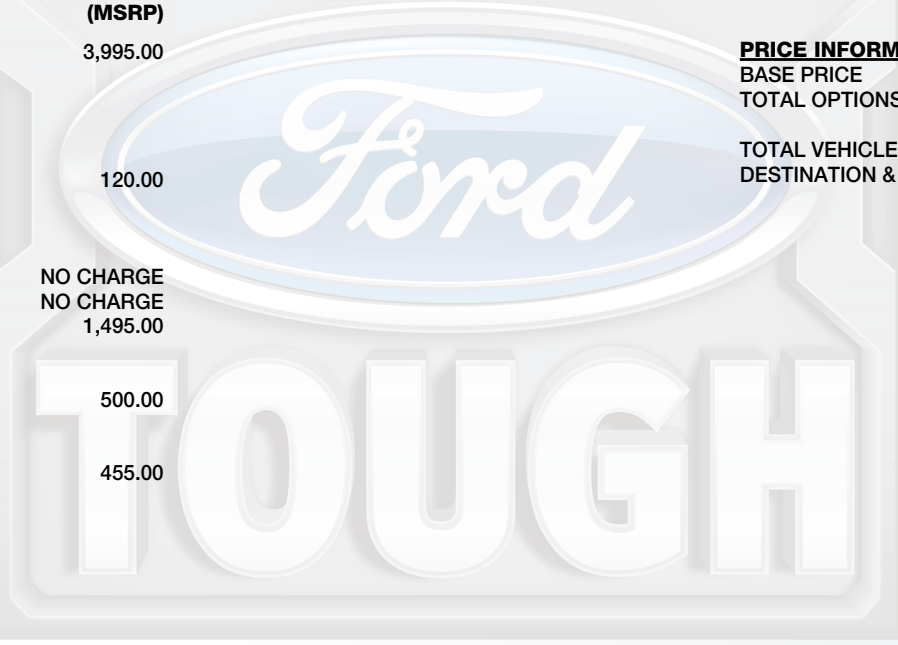 (MSRP)
3,995.00
120.00
NO CHARGE
NO CHARGE
1,495.00
500.00
455.00
PRICE INFORM
BASE PRICE
TOTAL OPTIONS
TOTAL VEHICLE
DESTINATION &
Ford
TOUGH